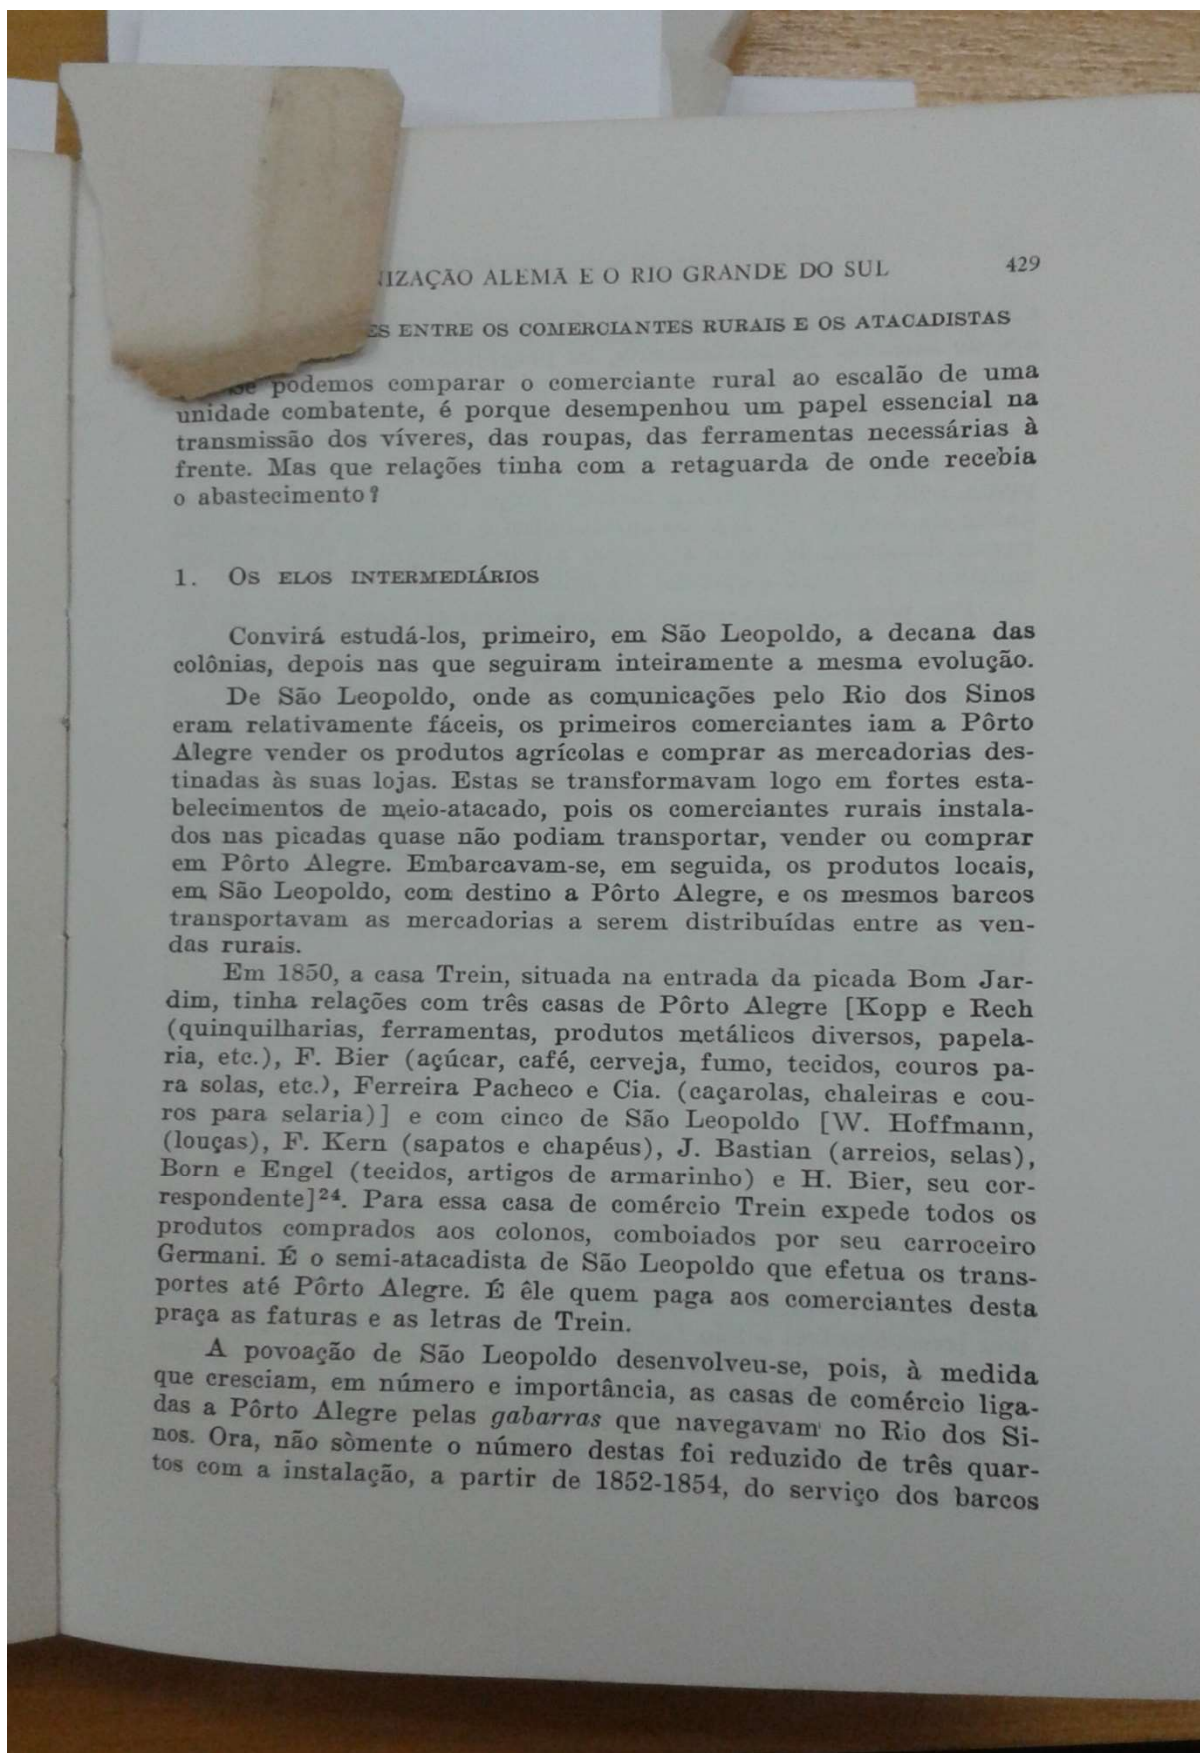 NIZAÇÃO ALEMÃ E O RIO GRANDE DO SUL 429
ES ENTRE OS COMERCIANTES RURAIS E OS ATACADISTAS
Se podemos comparar o comerciante rural ao escalão de uma
unidade combatente, é porque desempenhou um papel essencial na
transmissão dos víveres, das roupas, das ferramentas necessárias à
frente. Mas que relações tinha com a retaguarda de onde recebia
o abastecimento?
1. OS ELOS INTERMEDIÁRIOS
Convirá estudá-los, primeiro, em São Leopoldo, a decana das
colônias, depois nas que seguiram inteiramente a mesma evolução.
De São Leopoldo, onde as comunicações pelo Rio dos Sinos
eram relativamente fáceis, os primeiros comerciantes iam a Pôrto
Alegre vender os produtos agrícolas e comprar as mercadorias des-
tinadas às suas lojas. Estas se transformavam logo em fortes esta-
belecimentos de meio-atacado, pois os comerciantes rurais instala-
dos nas picadas quase não podiam transportar, vender ou comprar
em Pôrto Alegre. Embarcavam-se, em seguida, os produtos locais,
em São Leopoldo, com destino a Pôrto Alegre, e os mesmos barcos
transportavam as mercadorias a serem distribuídas entre as ven-
das rurais.
Em 1850, a casa Trein, situada na entrada da picada Bom Jar-
dim, tinha relações com três casas de Pôrto Alegre [Kopp e Rech
(quinquilharias, ferramentas, produtos metálicos diversos, papela-
ria, etc.), F. Bier (açúcar, café, cerveja, fumo, tecidos, couros pa-
ra solas, etc.), Ferreira Pacheco e Cia. (caçarolas, chaleiras e cou-
ros para selaria)] e com cinco de São Leopoldo [W. Hoffmann,
(louças), F. Kern (sapatos e chapéus), J. Bastian (arreios, selas),
Born e Engel (tecidos, artigos de armarinho) e H. Bier, seu cor-
respondente]²⁴. Para essa casa de comércio Trein expede todos os
produtos comprados aos colonos, comboiados por seu carroceiro
Germani. É o semi-atacadista de São Leopoldo que efetua os trans-
portes até Pôrto Alegre. É êle quem paga aos comerciantes desta
praça as faturas e as letras de Trein.
A povoação de São Leopoldo desenvolveu-se, pois, à medida
que cresciam, em número e importância, as casas de comércio liga-
das a Pôrto Alegre pelas gabarras que navegavam no Rio dos Si-
nos. Ora, não sòmente o número destas foi reduzido de três quar-
tos com a instalação, a partir de 1852-1854, do serviço dos barcos